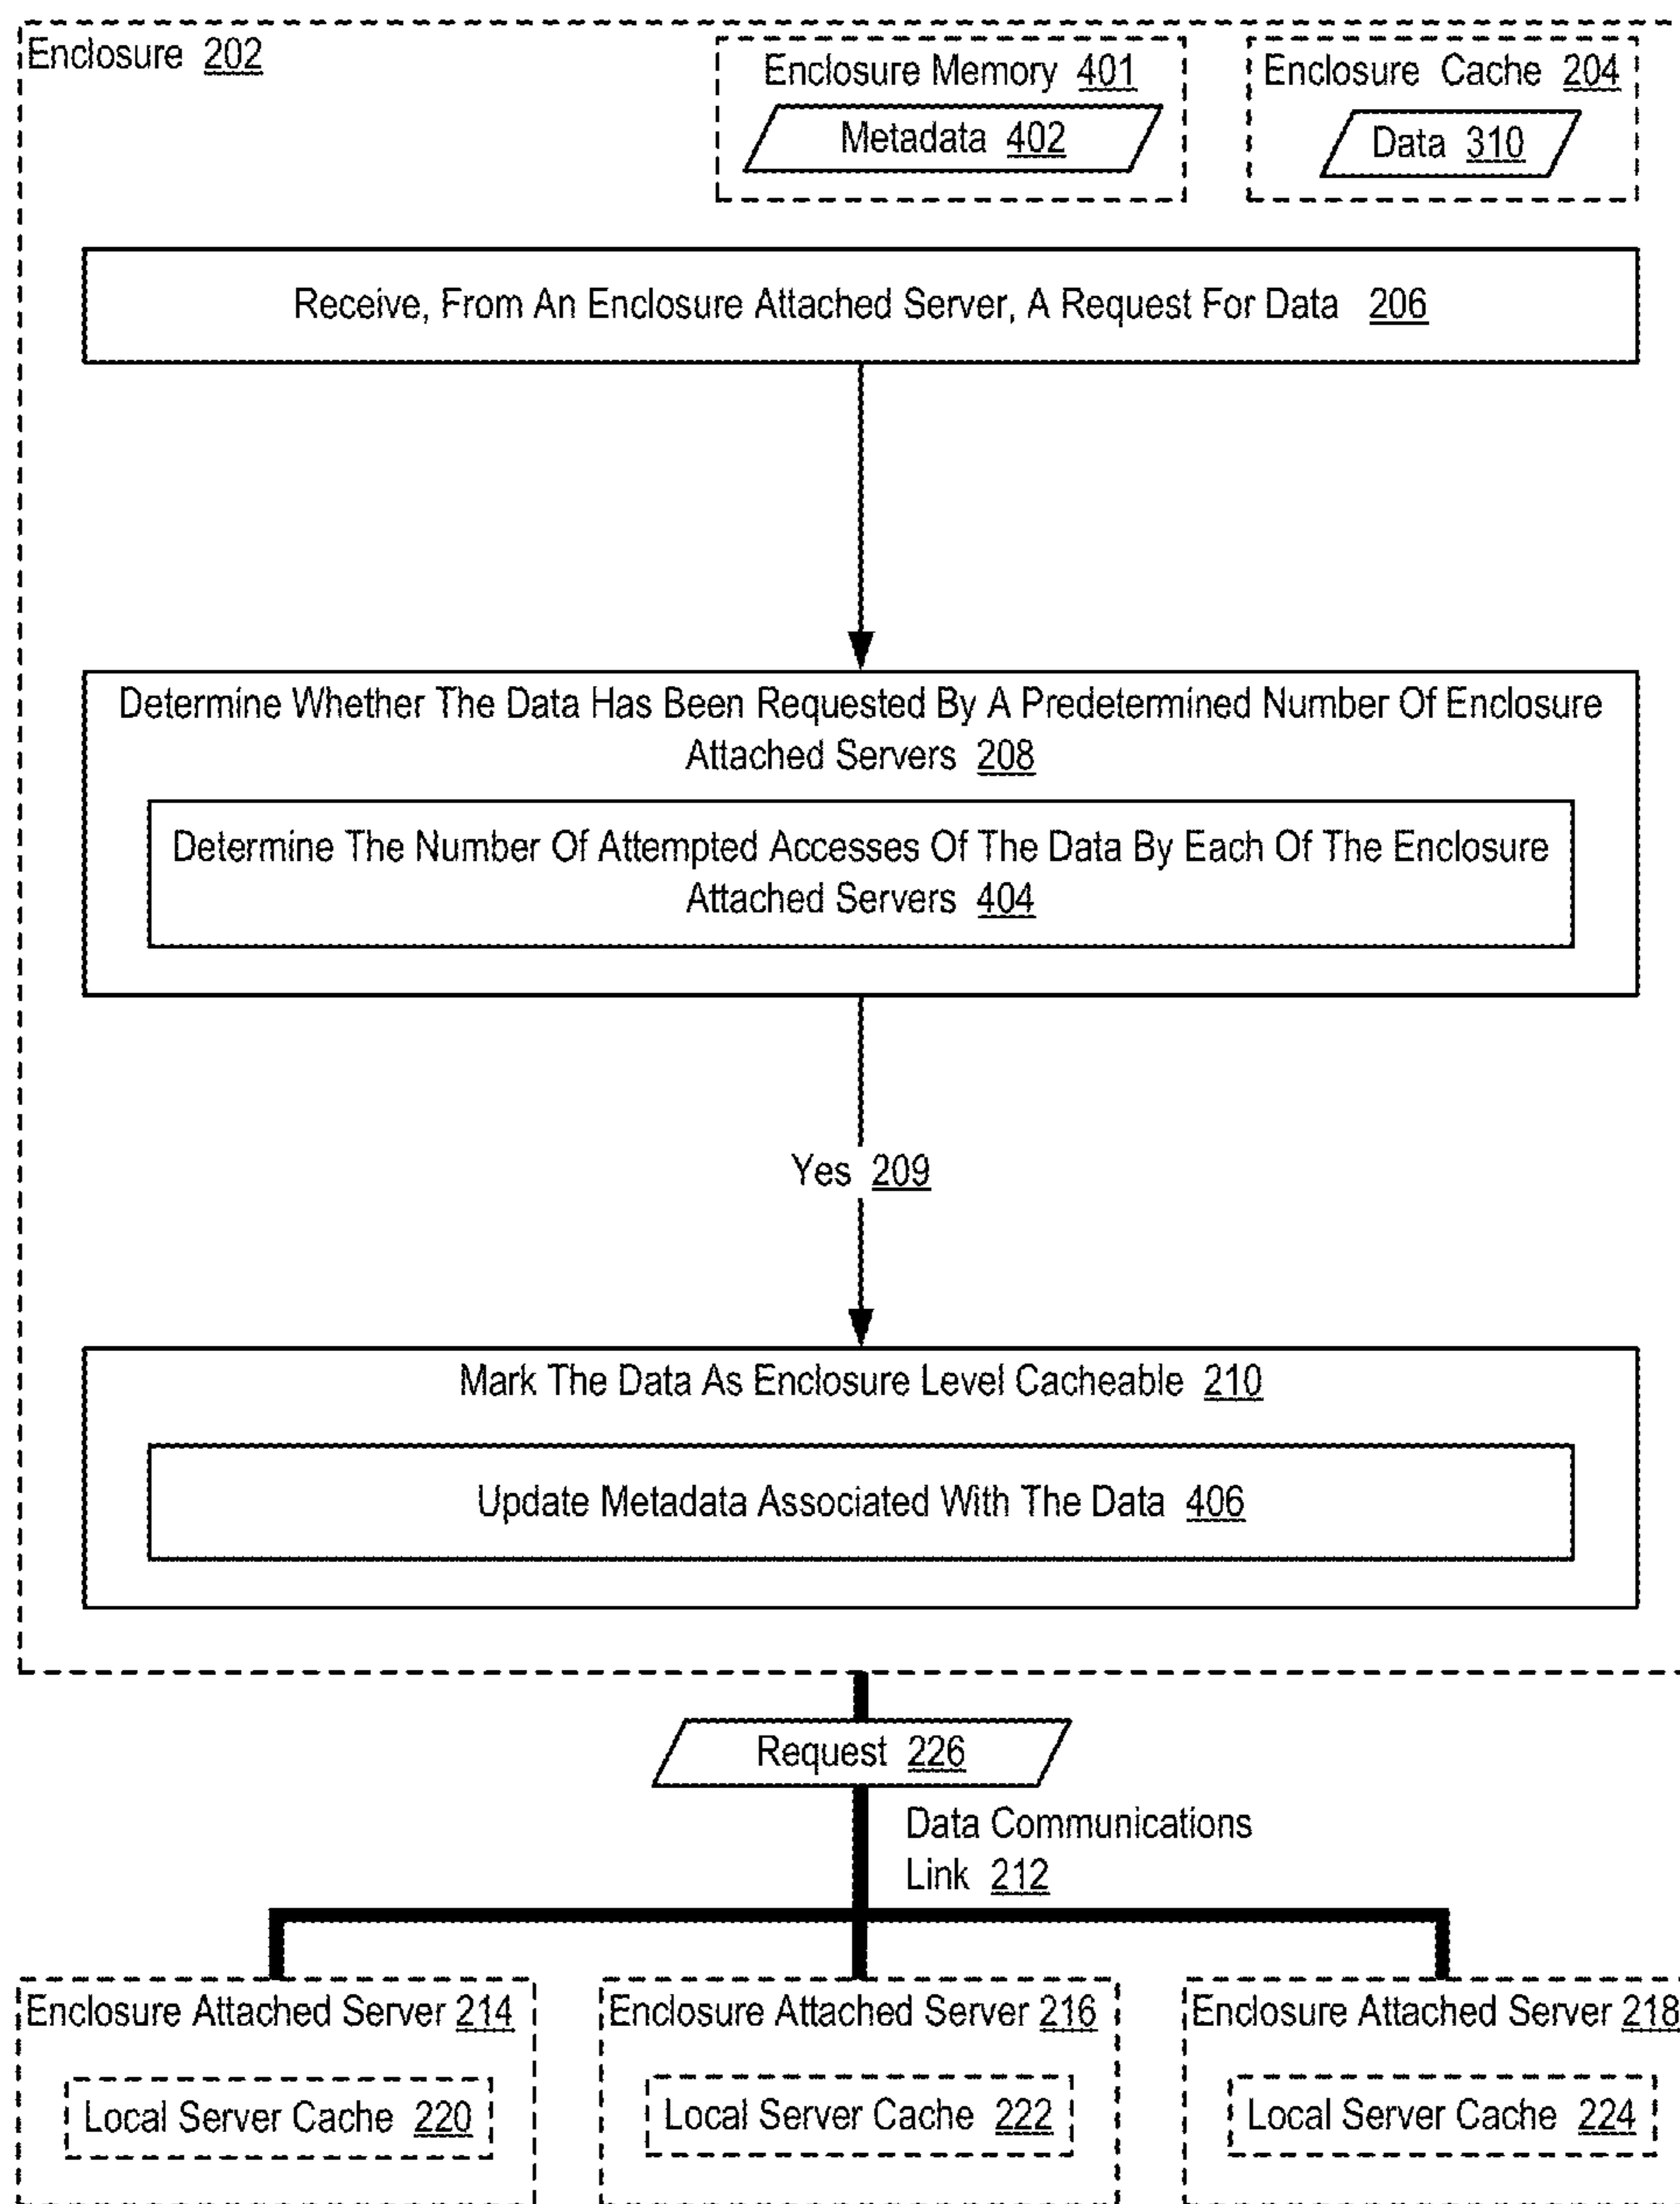 Enclosure 202
Enclosure Memory 401
Metadata 402
Enclosure Cache 204
Data 310
Receive, From An Enclosure Attached Server, A Request For Data 206
Determine Whether The Data Has Been Requested By A Predetermined Number Of Enclosure
Attached Servers 208
Determine The Number Of Attempted Accesses Of The Data By Each Of The Enclosure
Attached Servers 404
Yes 209
Mark The Data As Enclosure Level Cacheable 210
Update Metadata Associated With The Data 406
Request 226
Data Communications
Link 212
Enclosure Attached Server 214
Local Server Cache 220
Enclosure Attached Server 216
Local Server Cache 222
Enclosure Attached Server 218
Local Server Cache 224